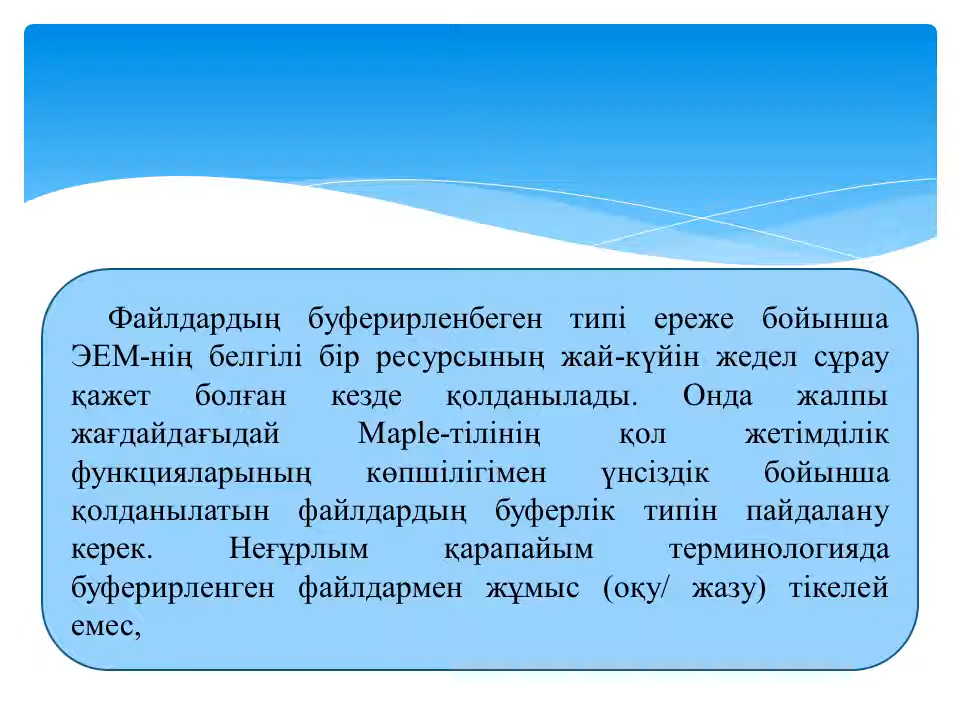 Файлдардың буферирленбеген типі ереже бойынша
ЭЕМ-нің белгілі бір ресурсының жай-күйін жедел сұрау
қажет болған кезде қолданылады. Онда жалпы
жағдайдағыдай Maple-тілінің қол жетімділік
функцияларының көпшілігімен үнсіздік бойынша
қолданылатын файлдардың буферлік типін пайдалану
керек. Неғұрлым қарапайым терминологияда
буферирленген файлдармен жұмыс (оқу/ жазу) тікелей
емес,